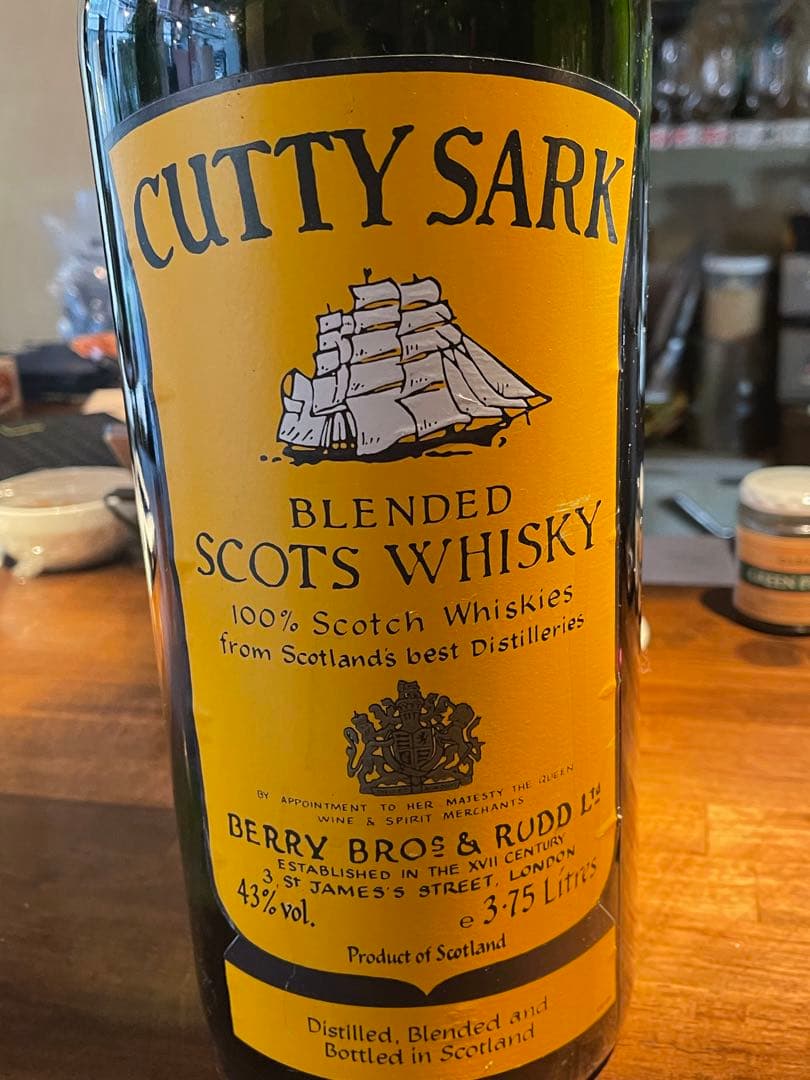 CUTTY SARK
BLENDED
SCOTS WHISKY
100% Scotch Whiskies
from Scotland's best Distilleries
BY APPOINTMENT TO HER MAJESTY THE QUEEN
WINE & SPIRIT MERCHANTS
BERRY BROS & RUDD LTD
ESTABLISHED IN THE XVII CENTURY
3, ST JAMES'S STREET, LONDON
43% vol.
e 3·75 Litres
Product of Scotland
Distilled, Blended and
Bottled in Scotland
GREEN